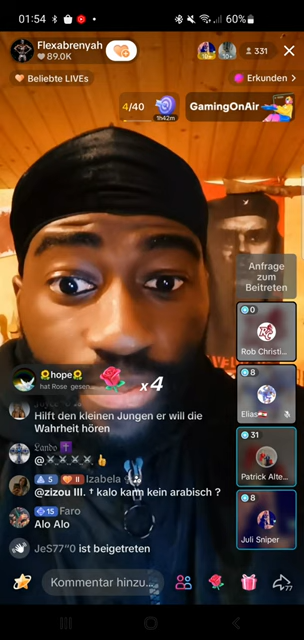 01:54
60%
Flexabrenyah
89.0K
331
Beliebte LIVEs
Erkunden >
4/40
1h42m
GamingOnAir
Anfrage
zum
Beitreten
0
Rob Christi...
8
Elias
31
Patrick Alte...
8
Juli Sniper
hope
hat Rose gesen
x4
Hilft den kleinen Jungen er will die
Wahrheit hören
Lando
@
5 II Izabela
@zizou III. † kalo kann kein arabisch ?
15 Faro
Alo Alo
JeS77"0 ist beigetreten
Kommentar hinzu...
77